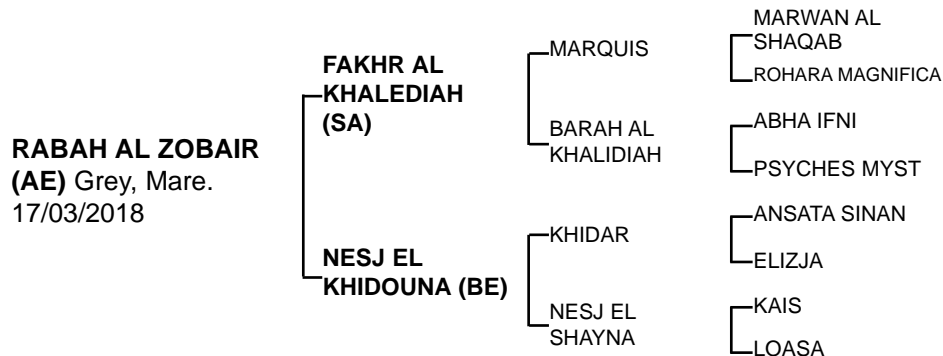 RABAH AL ZOBAIR
(AE) Grey, Mare.
17/03/2018
FAKHR AL
KHALEDIAH
(SA)
NESJ EL
KHIDOUNA (BE)
MARQUIS
BARAH AL
KHALIDIAH
KHIDAR
NESJ EL
SHAYNA
MARWAN AL
SHAQAB
ROHARA MAGNIFICA
ABHA IFNI
PSYCHES MYST
ANSATA SINAN
ELIZJA
KAIS
LOASA